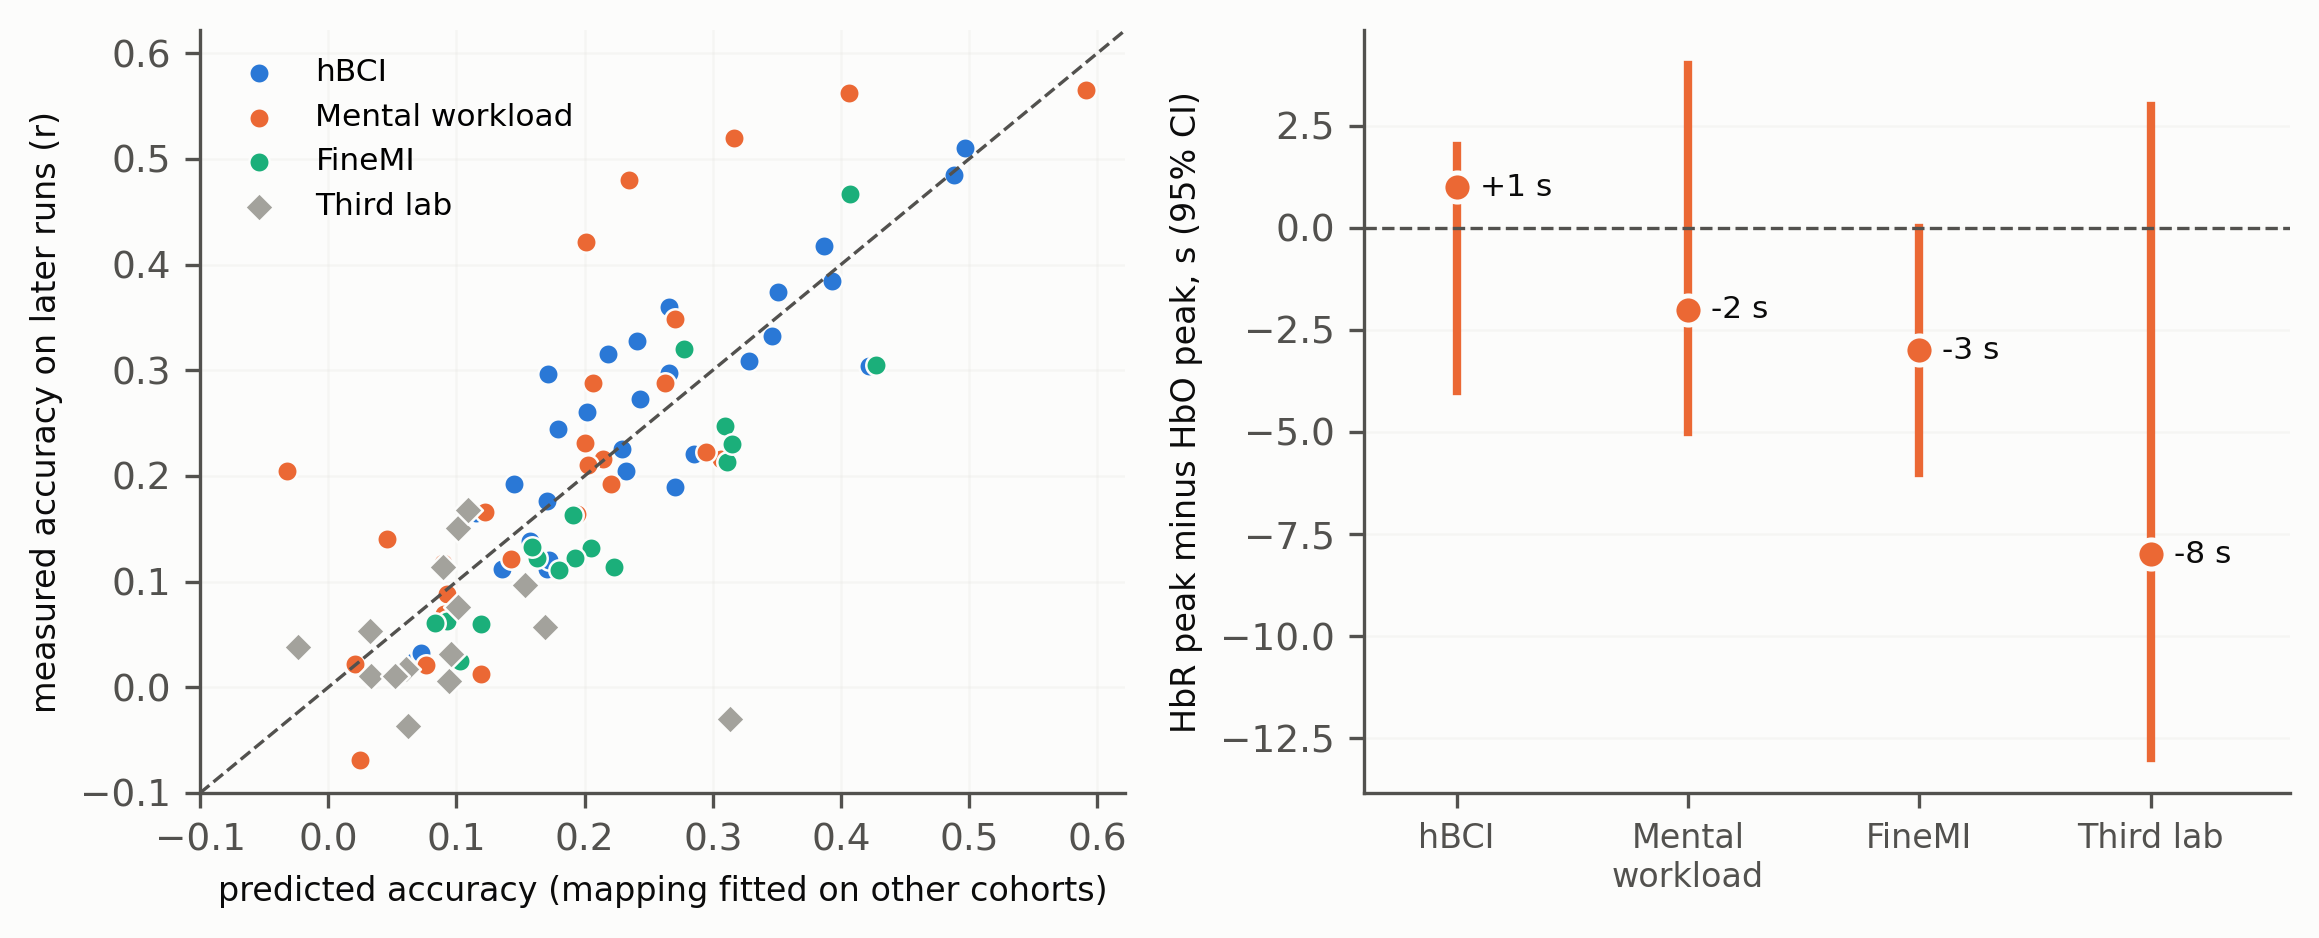 measured accuracy on later runs (r)
0.6
0.5
0.4
0.3
0.2
0.1
0.0
−0.1
hBCI
Mental workload
FineMI
Third lab
−0.1 0.0 0.1 0.2 0.3 0.4 0.5 0.6
predicted accuracy (mapping fitted on other cohorts)
HbR peak minus HbO peak, s (95% CI)
2.5
0.0
−2.5
−5.0
−7.5
−10.0
−12.5
+1 s
-2 s
-3 s
-8 s
hBCI Mental FineMI Third lab
workload